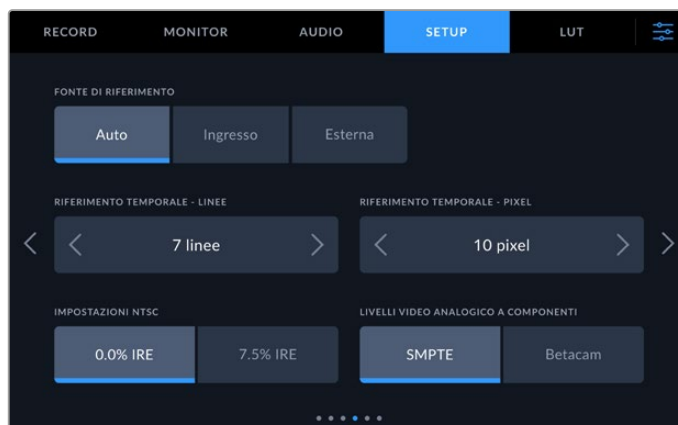 RECORD MONITOR AUDIO SETUP LUT
FONTE DI RIFERIMENTO
Auto Ingresso Esterna
RIFERIMENTO TEMPORALE - LINEE RIFERIMENTO TEMPORALE - PIXEL
7 linee 10 pixel
IMPOSTAZIONI NTSC LIVELLI VIDEO ANALOGICO A COMPONENTI
0.0% IRE 7.5% IRE SMPTE Betacam